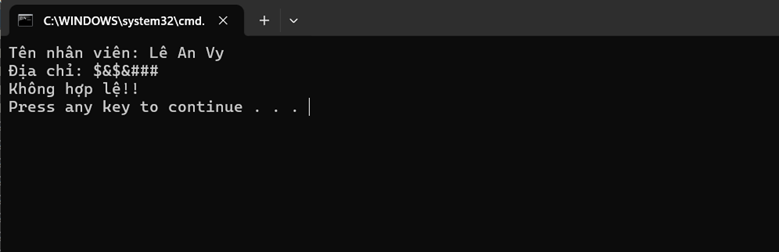 C:\WINDOWS\system32\cmd.
Tên nhân viên: Lê An Vy
Địa chỉ: $&$&###
Không hợp lệ!!
Press any key to continue . . .